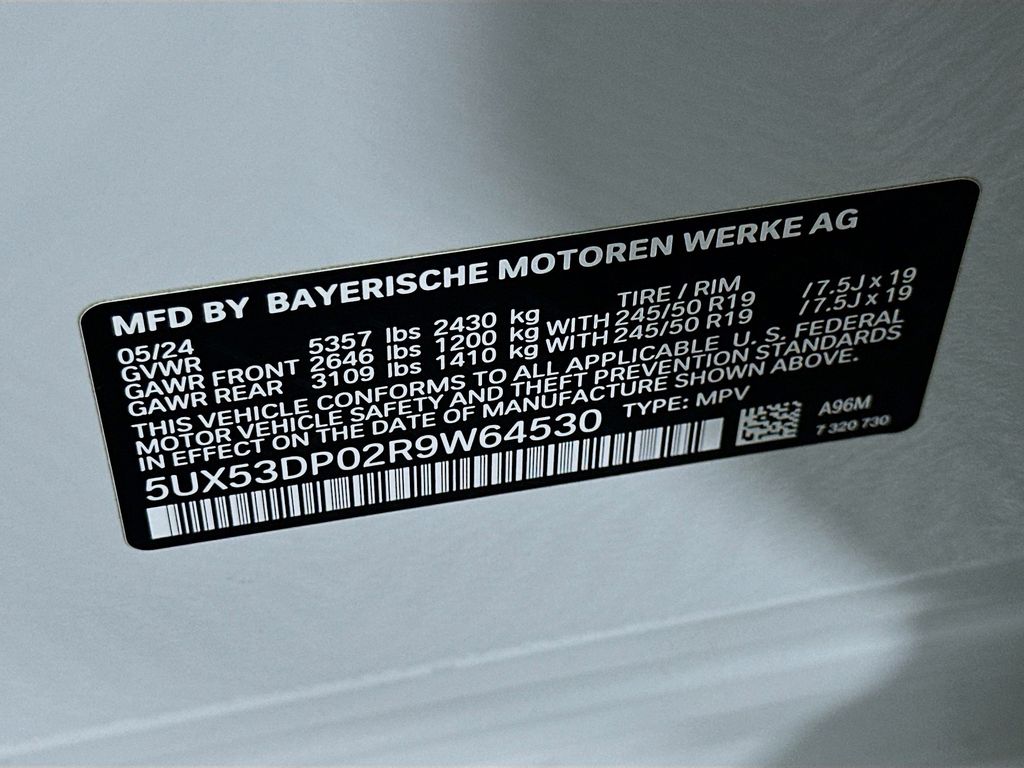 MFD BY BAYERISCHE MOTOREN WERKE AG
05/24 TIRE / RIM
GVWR 5357 lbs 2430 kg
GAWR FRONT 2646 lbs 1200 kg WITH 245/50 R19 /7.5J x 19
GAWR REAR 3109 lbs 1410 kg WITH 245/50 R19 /7.5J x 19
THIS VEHICLE CONFORMS TO ALL APPLICABLE U. S. FEDERAL
MOTOR VEHICLE SAFETY AND THEFT PREVENTION STANDARDS
IN EFFECT ON THE DATE OF MANUFACTURE SHOWN ABOVE.
5UX53DP02R9W64530 TYPE: MPV
A96M
7 320 730